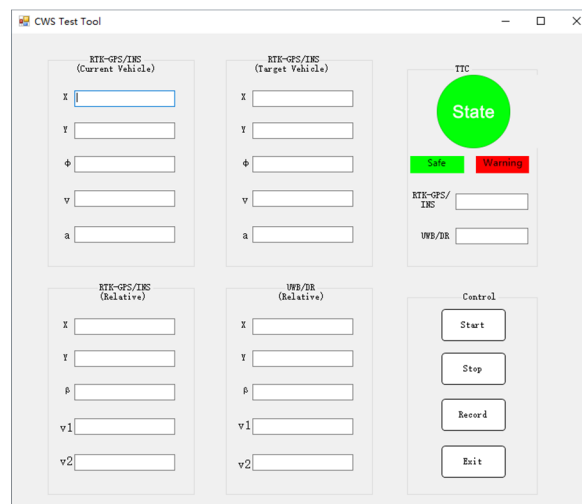 CWS Test Tool
RTK-GPS/INS
(Current Vehicle)
X
Y
ϕ
v
a
RTK-GPS/INS
(Target Vehicle)
X
Y
ϕ
v
a
TTC
State
Safe
Warning
RTK-GPS/
INS
UWB/DR
RTK-GPS/INS
(Relative)
X
Y
β
v1
v2
UWB/DR
(Relative)
X
Y
β
v1
v2
Control
Start
Stop
Record
Exit